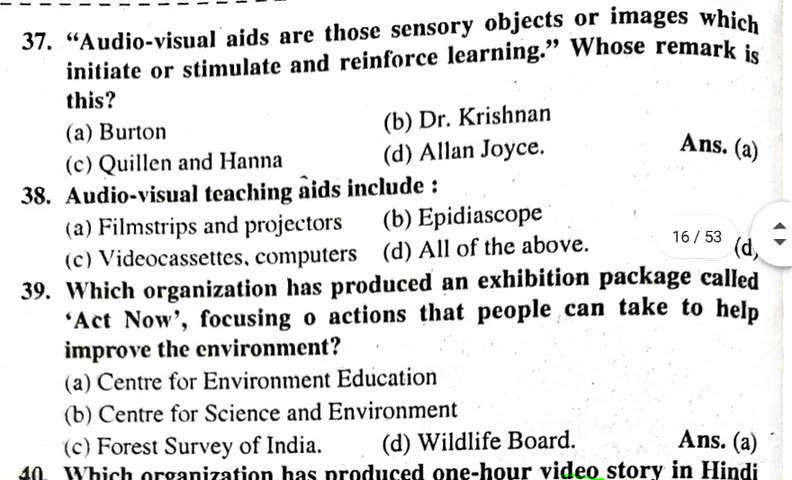 37. “Audio-visual aids are those sensory objects or images which
initiate or stimulate and reinforce learning.” Whose remark is
this?
(a) Burton (b) Dr. Krishnan
(c) Quillen and Hanna (d) Allan Joyce. Ans. (a)
38. Audio-visual teaching aids include :
(a) Filmstrips and projectors (b) Epidiascope
(c) Videocassettes, computers (d) All of the above. 16 / 53 (d)
39. Which organization has produced an exhibition package called
‘Act Now’, focusing o actions that people can take to help
improve the environment?
(a) Centre for Environment Education
(b) Centre for Science and Environment
(c) Forest Survey of India. (d) Wildlife Board. Ans. (a)
40. Which organization has produced one-hour video story in Hindi